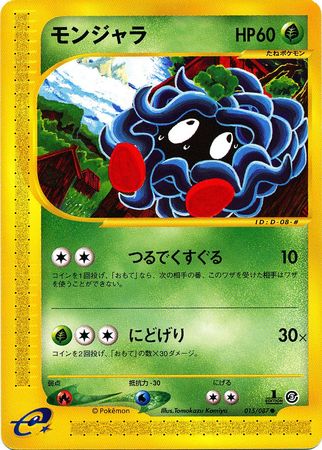 モンジャラ HP60
たねポケモン
ID:D-08-#
つるでくすぐる 10
コインを1回投げ、「おもて」なら、次の相手の番、このワザを受けた相手はワザ
を使うことができない。
にどげり 30×
コインを2回投げ、「おもて」の数×30ダメージ。
弱点 抵抗力 -30 にげる
© Pokémon Illus.Tomokazu Komiya 1 EDITION
015/087●